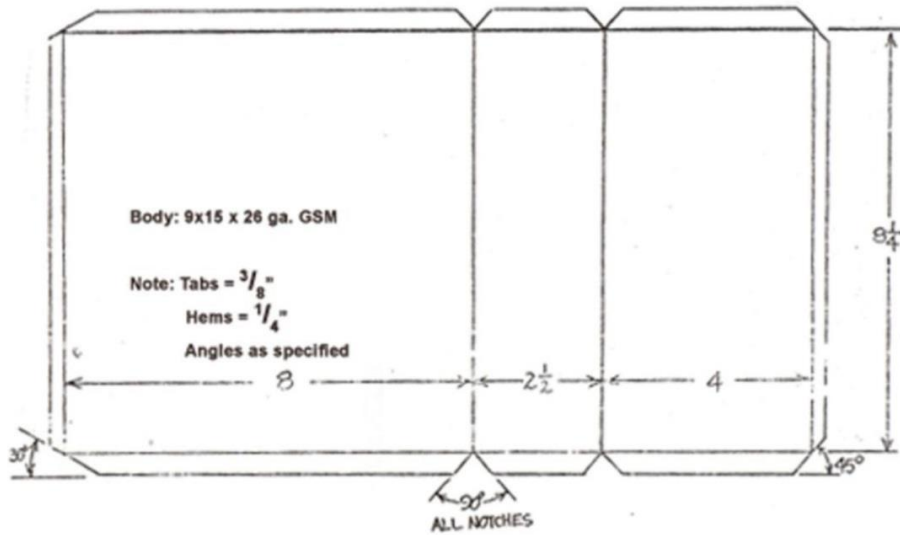 Body: 9x15 x 26 ga. GSM
8 1/4
Note: Tabs = 3/8"
Hems = 1/4"
Angles as specified
8
2 1/2
4
30°
45°
90°
ALL NOTCHES